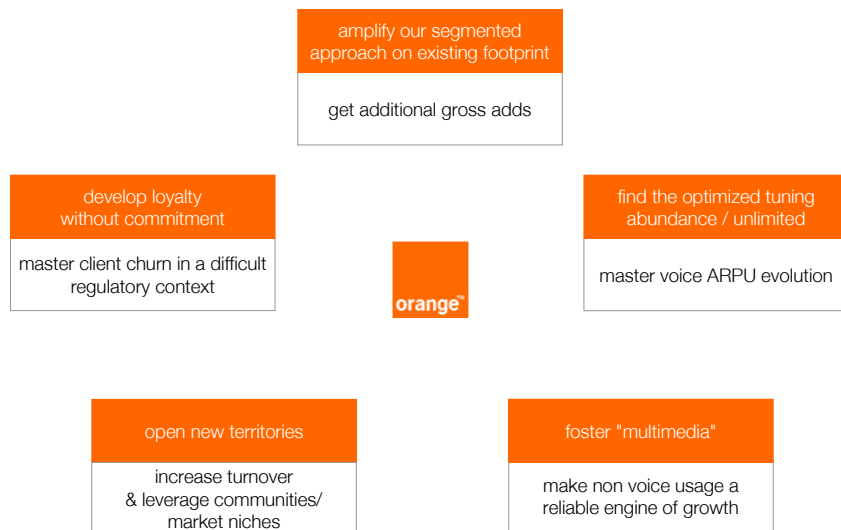 amplify our segmented
approach on existing footprint
get additional gross adds
develop loyalty
without commitment
master client churn in a difficult
regulatory context
find the optimized tuning
abundance / unlimited
master voice ARPU evolution
orange™
open new territories
increase turnover
& leverage communities/
market niches
foster "multimedia"
make non voice usage a
reliable engine of growth